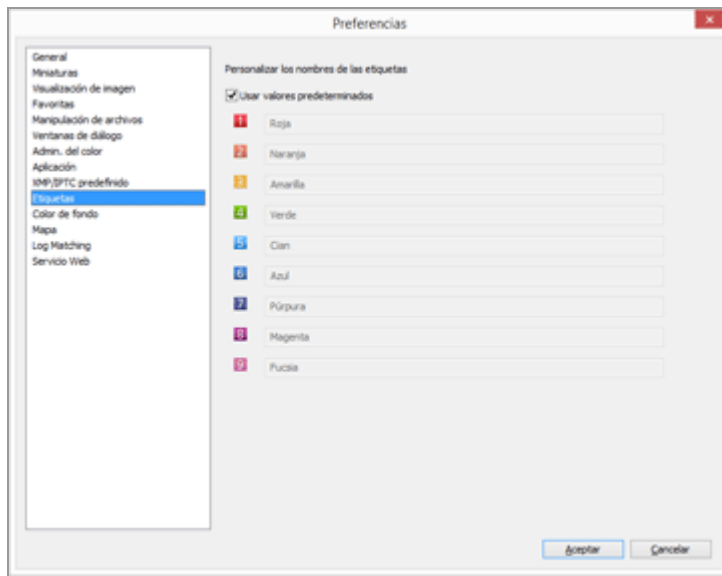 Preferencias
General
Miniaturas
Visualización de imagen
Favoritas
Manipulación de archivos
Ventanas de diálogo
Admin. del color
Aplicación
XMP/IPTC predefinido
Etiquetas
Color de fondo
Mapa
Log Matching
Servicio Web
Personalizar los nombres de las etiquetas
Usar valores predeterminados
1 Roja
2 Naranja
3 Amarilla
4 Verde
5 Cian
6 Azul
7 Púrpura
8 Magenta
9 Fucsia
Aceptar Cancelar